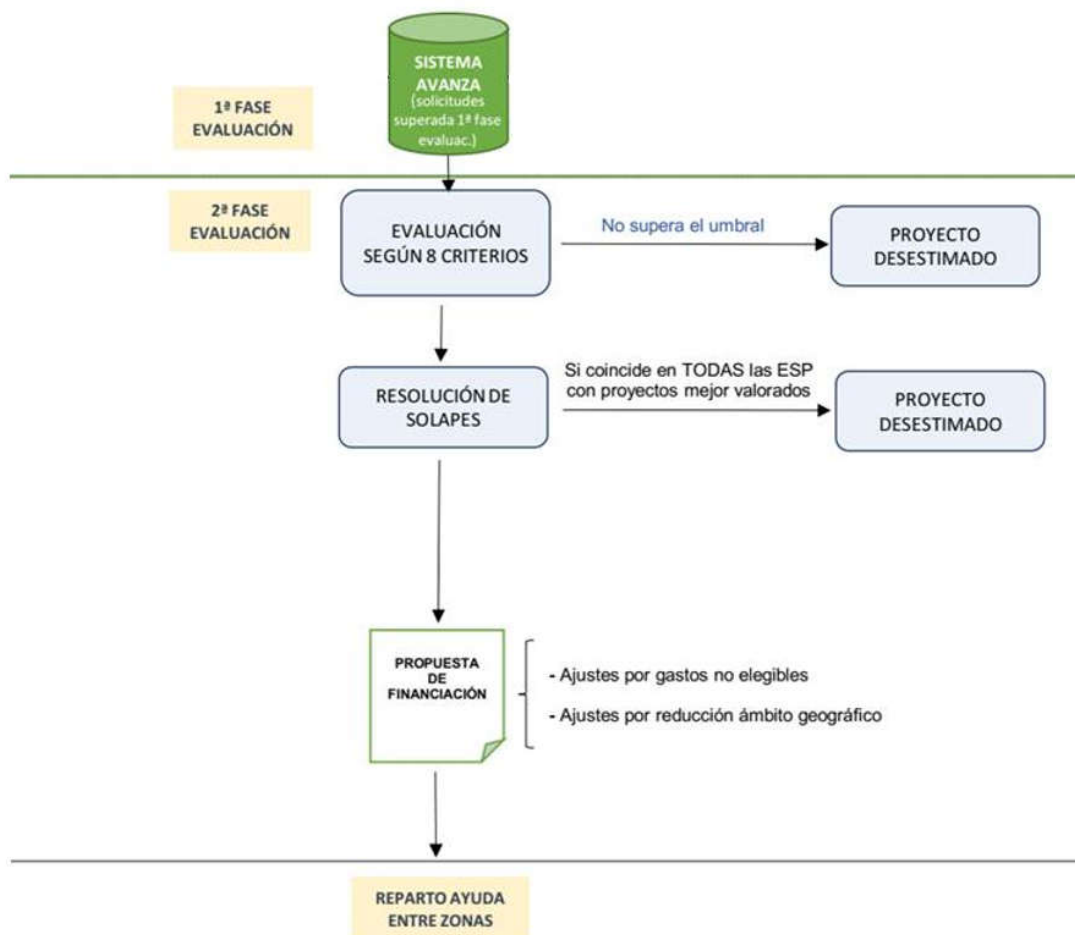 SISTEMA
AVANZA
(solicitudes
superada 1ª fase
evaluac.)
1ª FASE
EVALUACIÓN
2ª FASE
EVALUACIÓN
EVALUACIÓN
SEGÚN 8 CRITERIOS
No supera el umbral
PROYECTO
DESESTIMADO
RESOLUCIÓN DE
SOLAPES
Si coincide en TODAS las ESP
con proyectos mejor valorados
PROYECTO
DESESTIMADO
PROPUESTA
DE
FINANCIACIÓN
- Ajustes por gastos no elegibles
- Ajustes por reducción ámbito geográfico
REPARTO AYUDA
ENTRE ZONAS